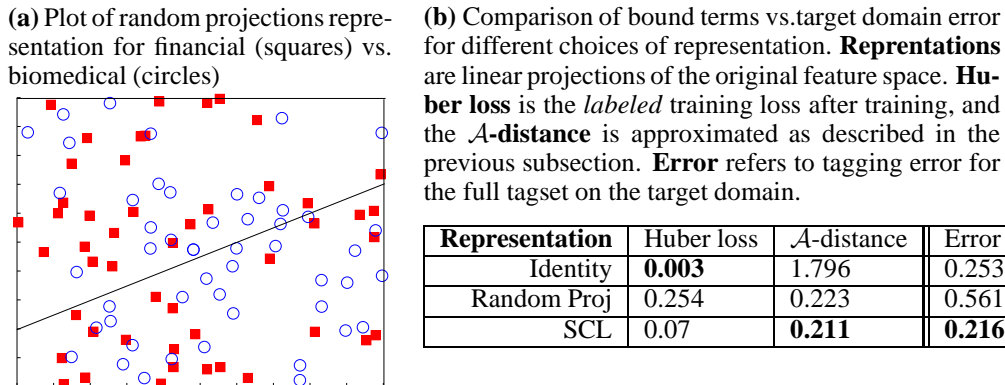 (a) Plot of random projections repre-
sentation for financial (squares) vs.
biomedical (circles)
(b) Comparison of bound terms vs.target domain error
for different choices of representation. Reprentations
are linear projections of the original feature space. Hu-
ber loss is the labeled training loss after training, and
the A-distance is approximated as described in the
previous subsection. Error refers to tagging error for
the full tagset on the target domain.
Representation Huber loss A-distance Error
Identity 0.003 1.796 0.253
Random Proj 0.254 0.223 0.561
SCL 0.07 0.211 0.216